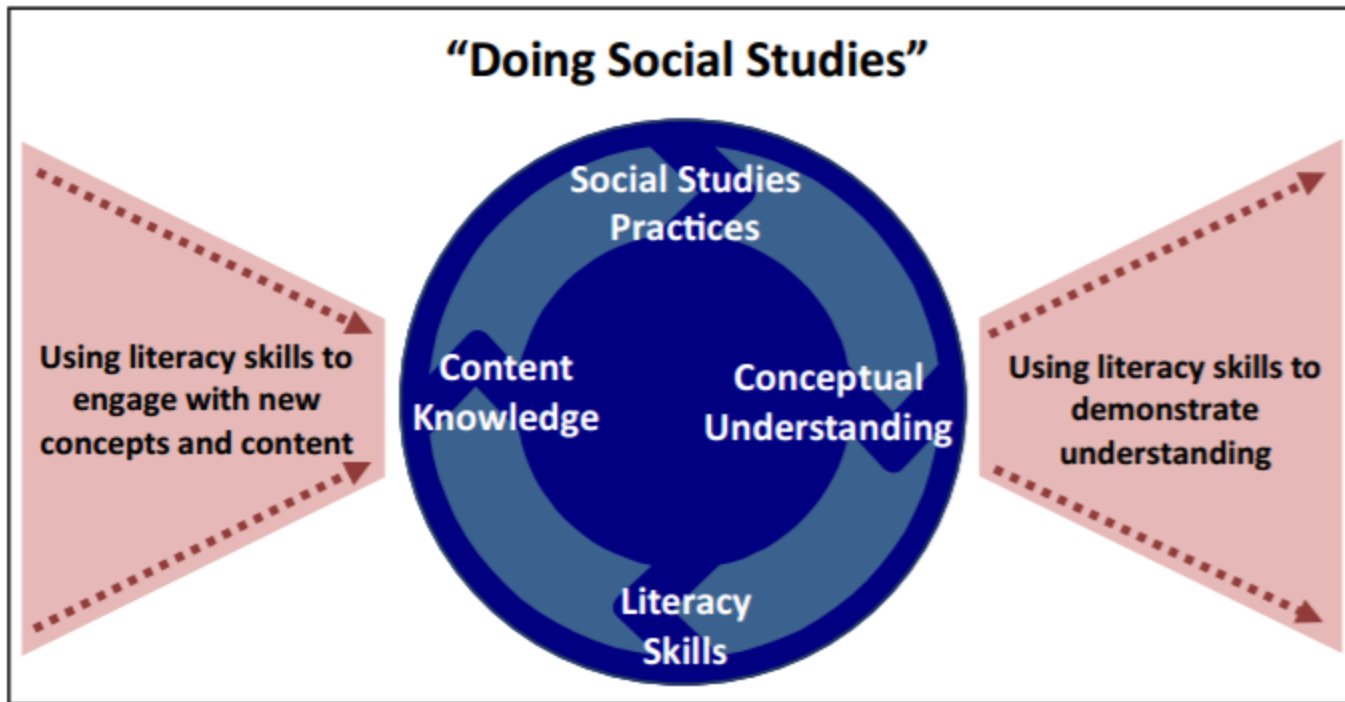 “Doing Social Studies”
Social Studies
Practices
Using literacy skills to
engage with new
concepts and content
Content
Knowledge
Conceptual
Understanding
Using literacy skills to
demonstrate
understanding
Literacy
Skills